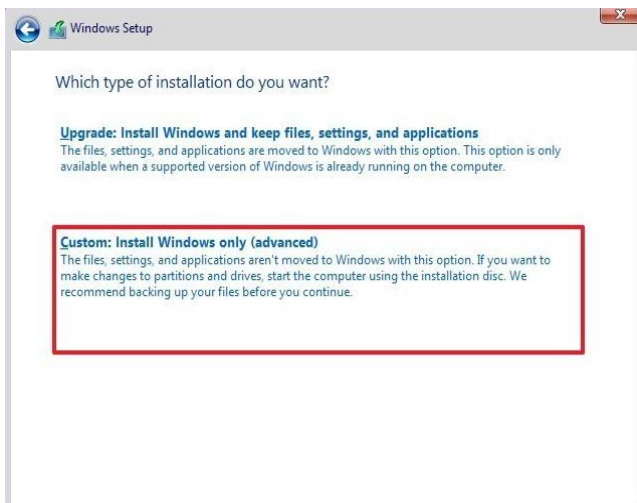 Windows Setup
Which type of installation do you want?
Upgrade: Install Windows and keep files, settings, and applications
The files, settings, and applications are moved to Windows with this option. This option is only
available when a supported version of Windows is already running on the computer.
Custom: Install Windows only (advanced)
The files, settings, and applications aren't moved to Windows with this option. If you want to
make changes to partitions and drives, start the computer using the installation disc. We
recommend backing up your files before you continue.